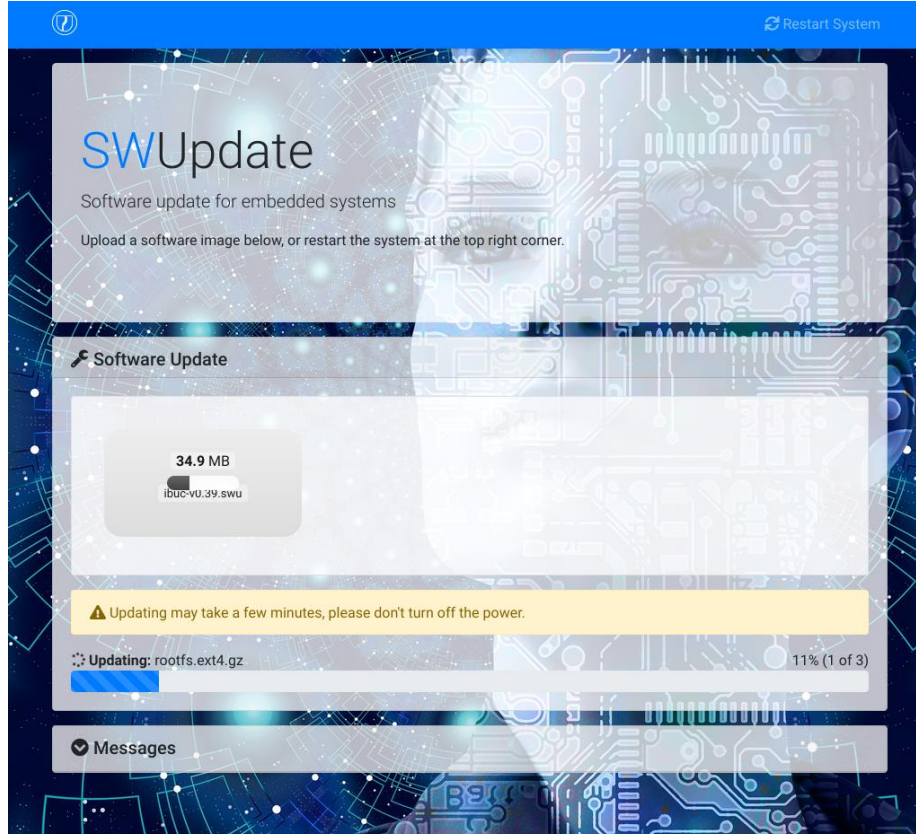 Restart System
SWUpdate
Software update for embedded systems
Upload a software image below, or restart the system at the top right corner.
Software Update
34.9 MB
ibuc-v0.39.swu
Updating may take a few minutes, please don't turn off the power.
Updating: rootfs.ext4.gz 11% (1 of 3)
Messages